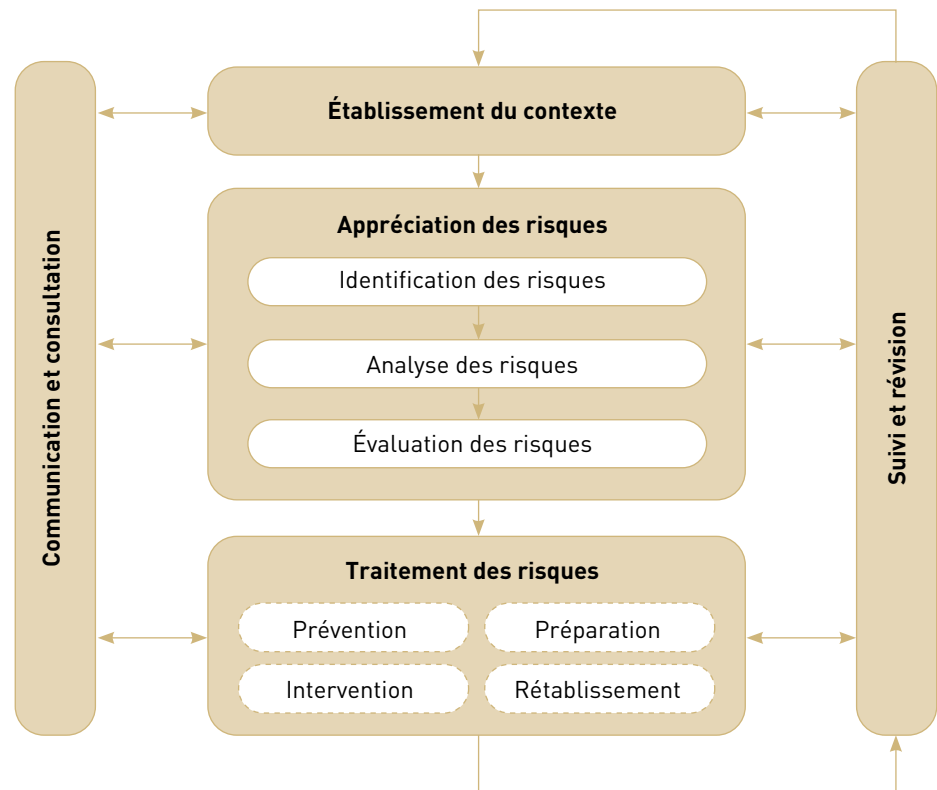 Communication et consultation
Établissement du contexte
Appréciation des risques
Identification des risques
Analyse des risques
Évaluation des risques
Traitement des risques
Prévention
Préparation
Intervention
Rétablissement
Suivi et révision